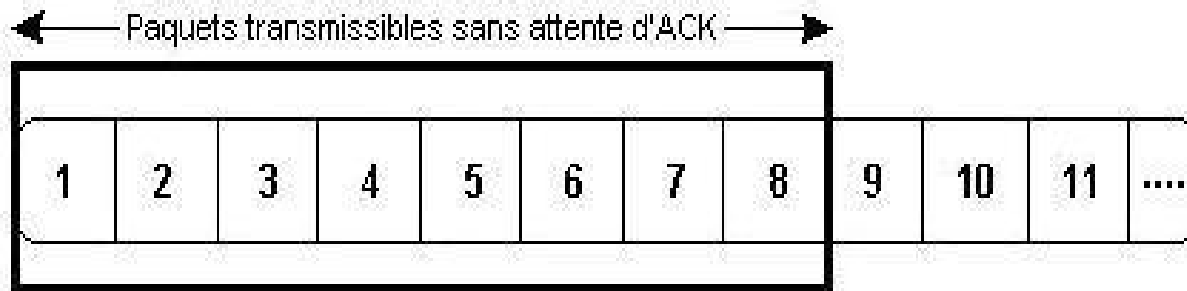 Paquets transmissibles sans attente d'ACK
1 2 3 4 5 6 7 8 9 10 11 ....